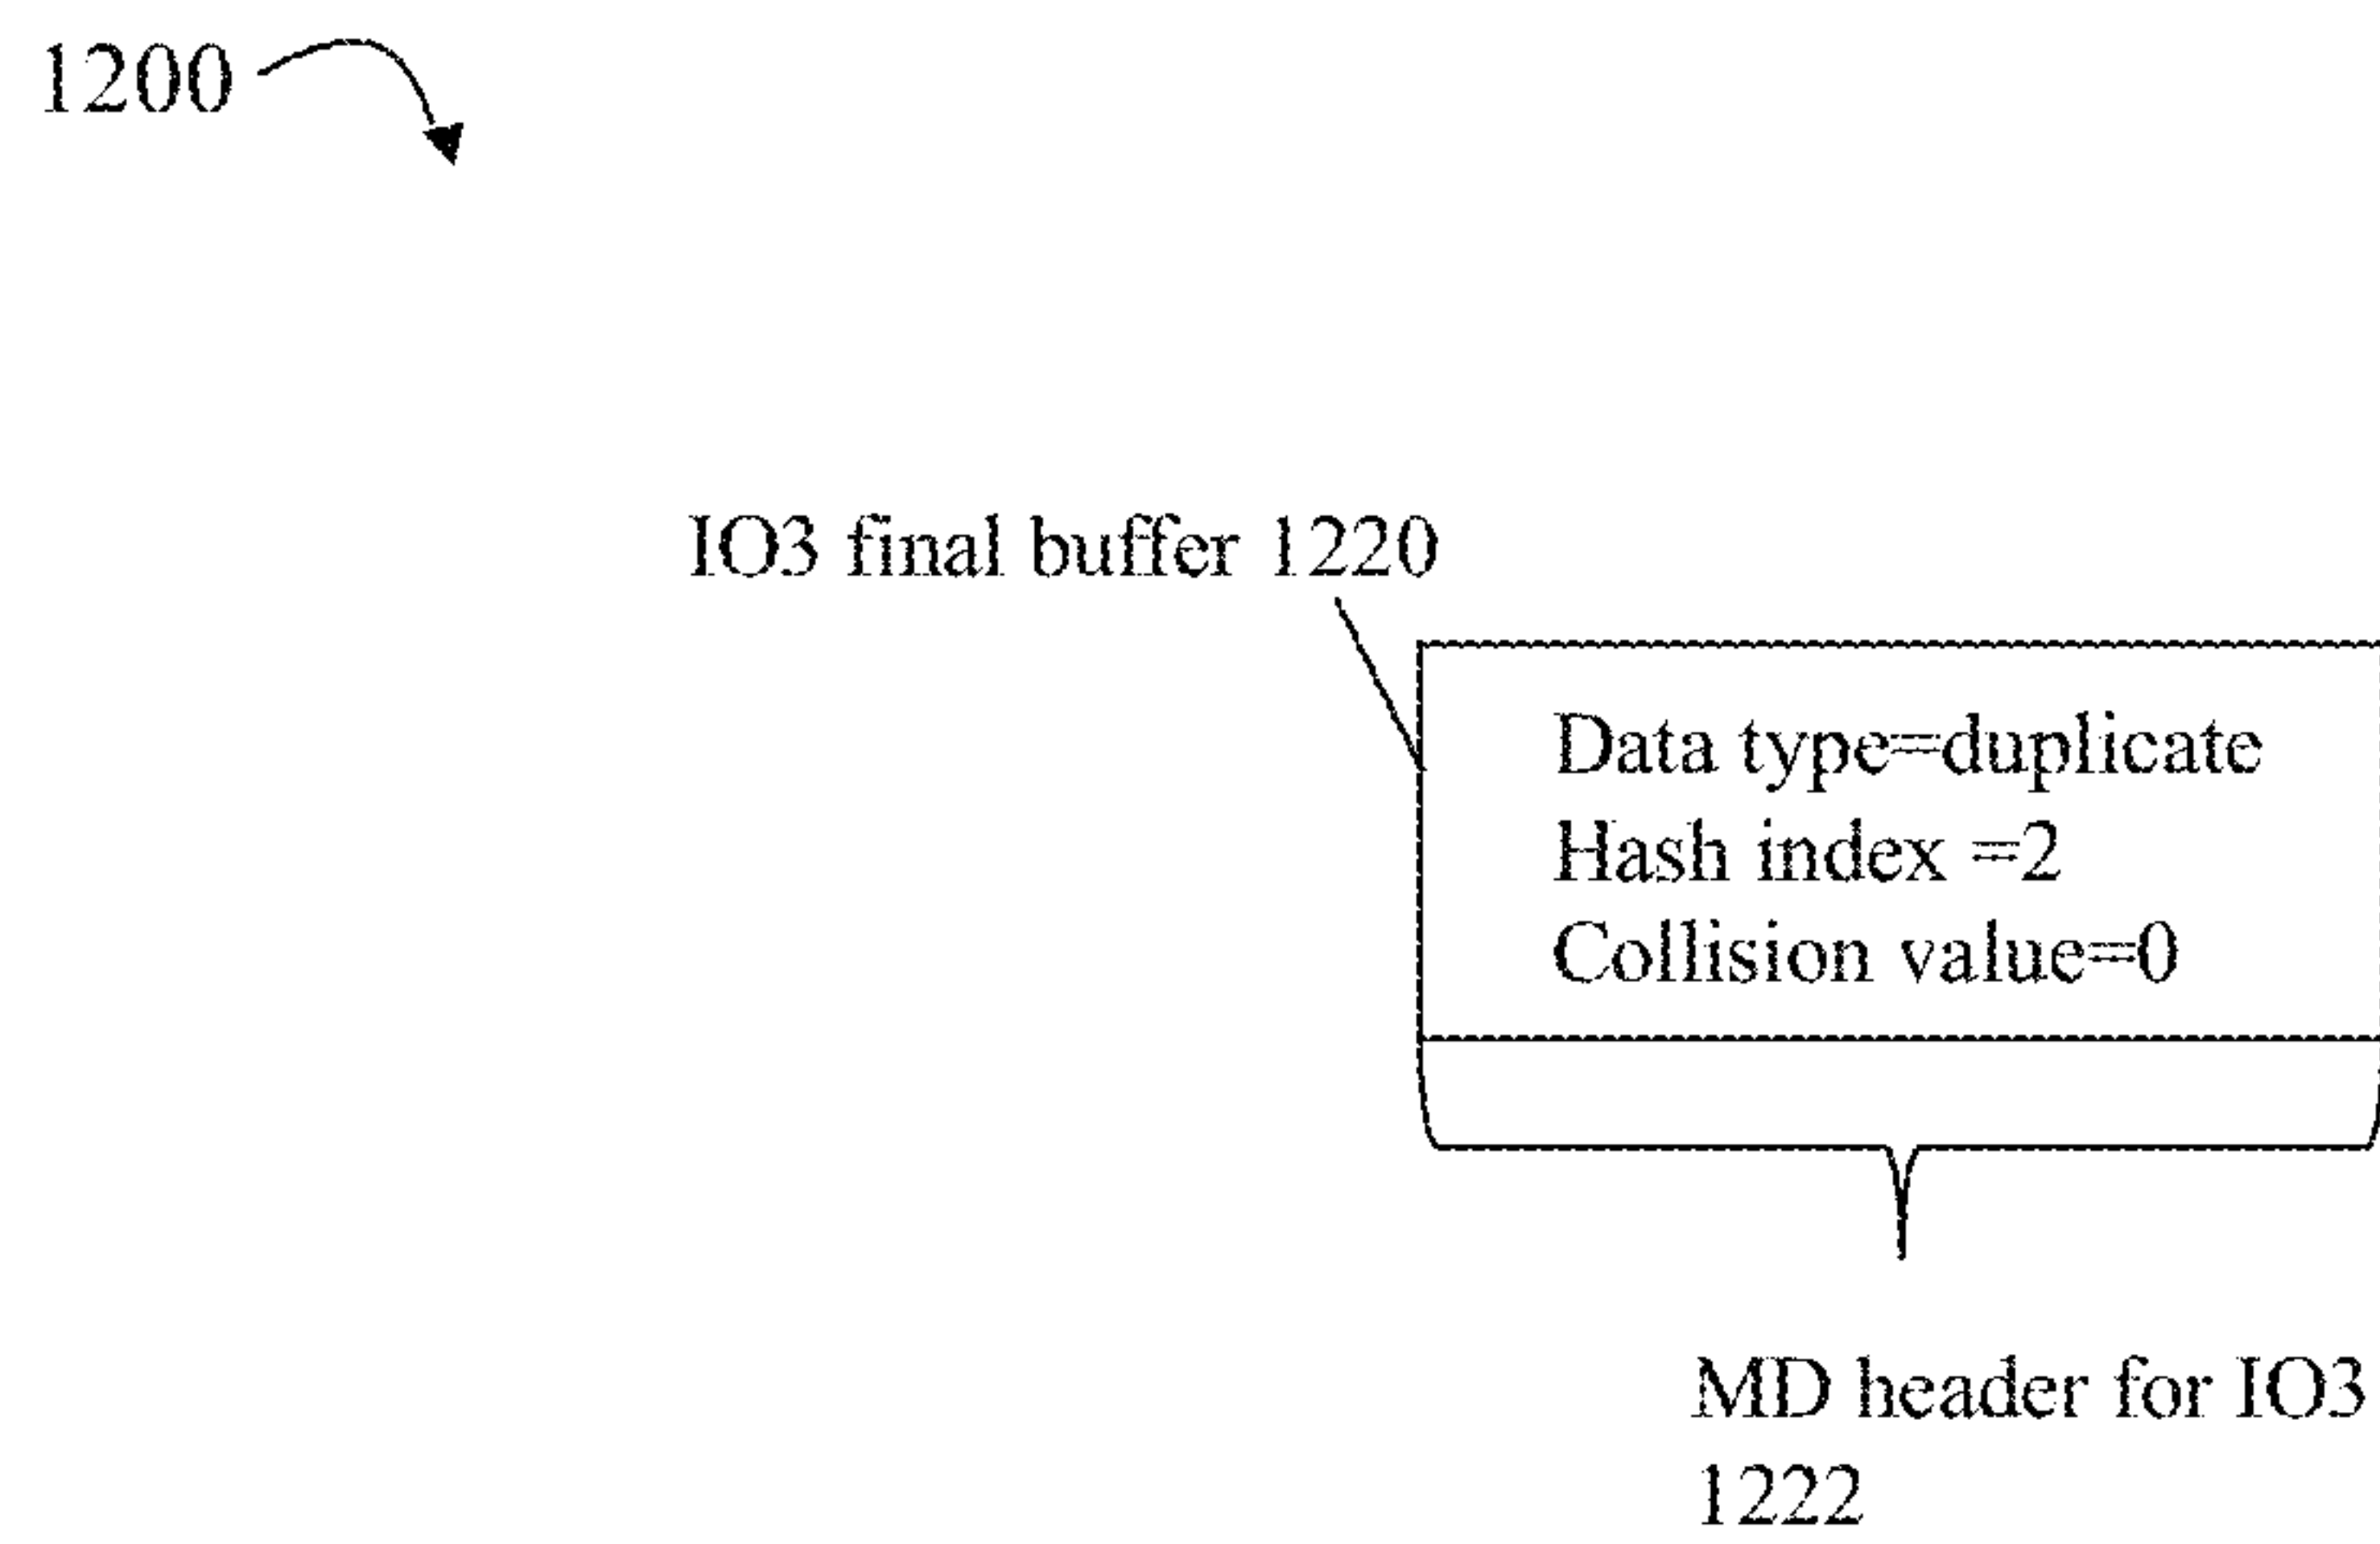 1200
IO3 final buffer 1220
Data type=duplicate
Hash index =2
Collision value=0
MD header for IO3
1222